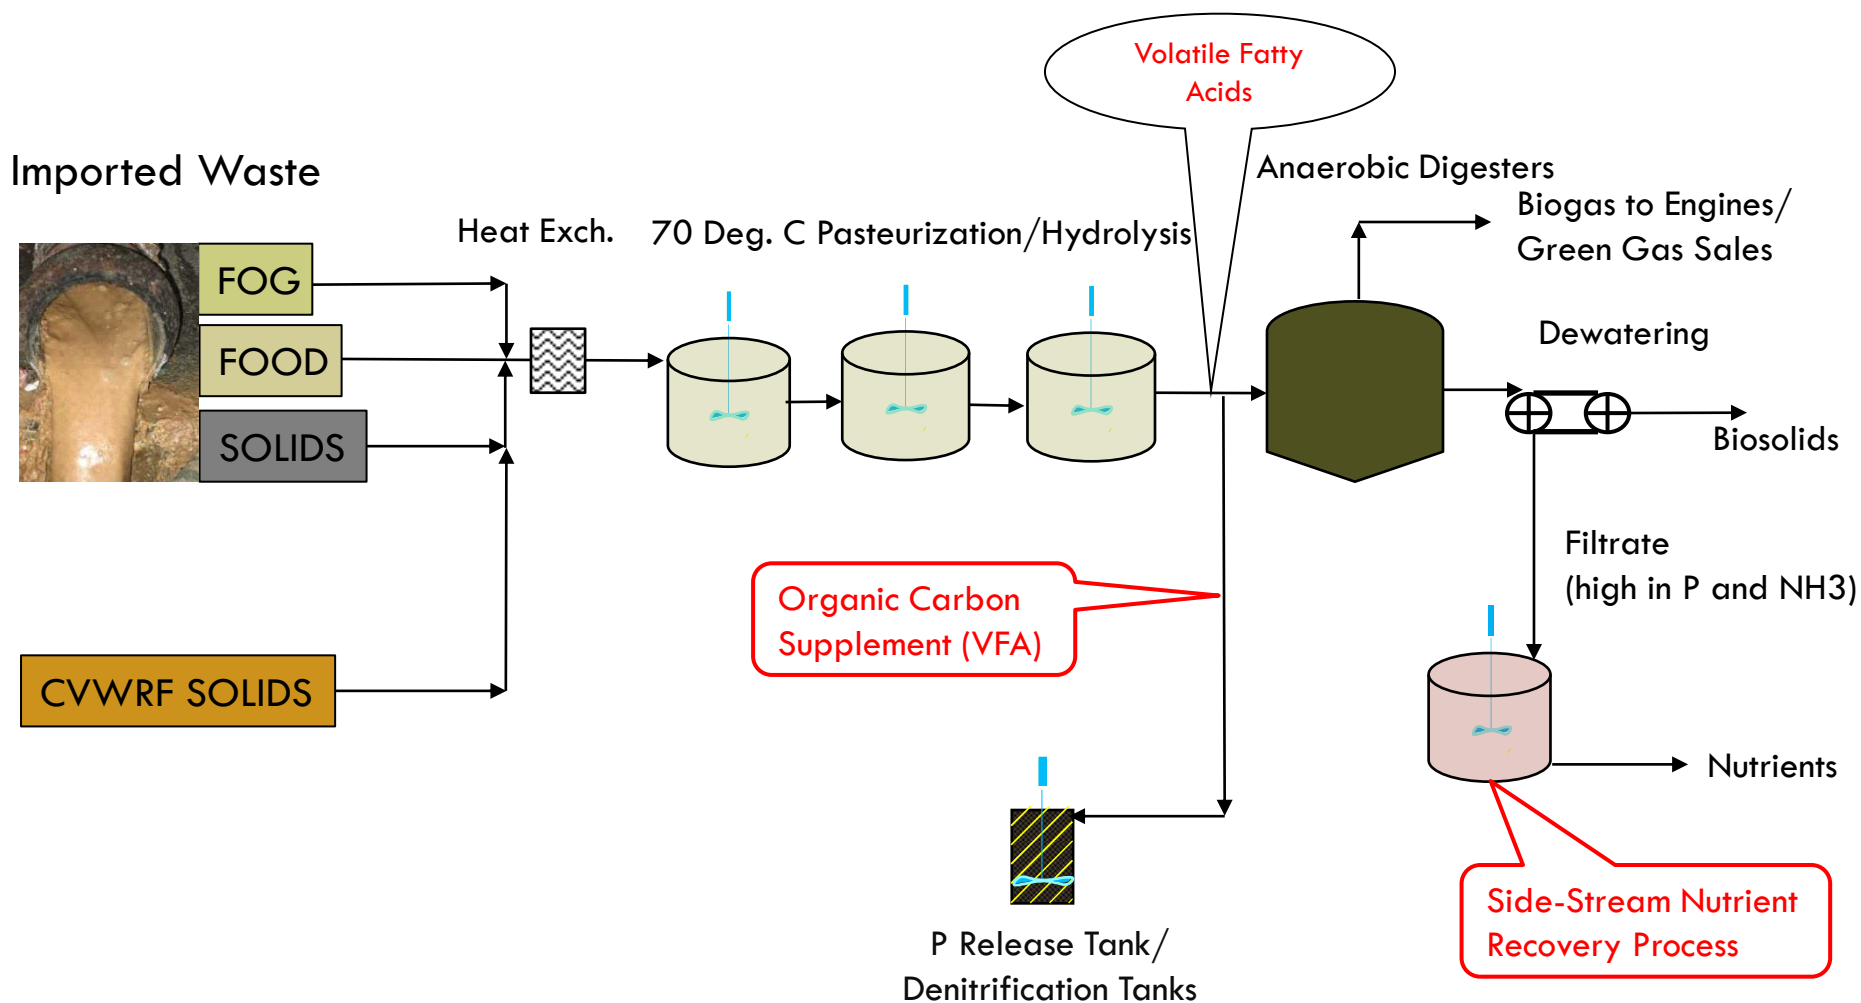 Volatile Fatty
Acids
Imported Waste
Anaerobic Digesters
Biogas to Engines/
Green Gas Sales
Heat Exch.
70 Deg. C Pasteurization/Hydrolysis
FOG
FOOD
SOLIDS
Dewatering
Biosolids
Filtrate
(high in P and NH3)
Organic Carbon
Supplement (VFA)
CVWRF SOLIDS
Nutrients
Side-Stream Nutrient
Recovery Process
P Release Tank/
Denitrification Tanks